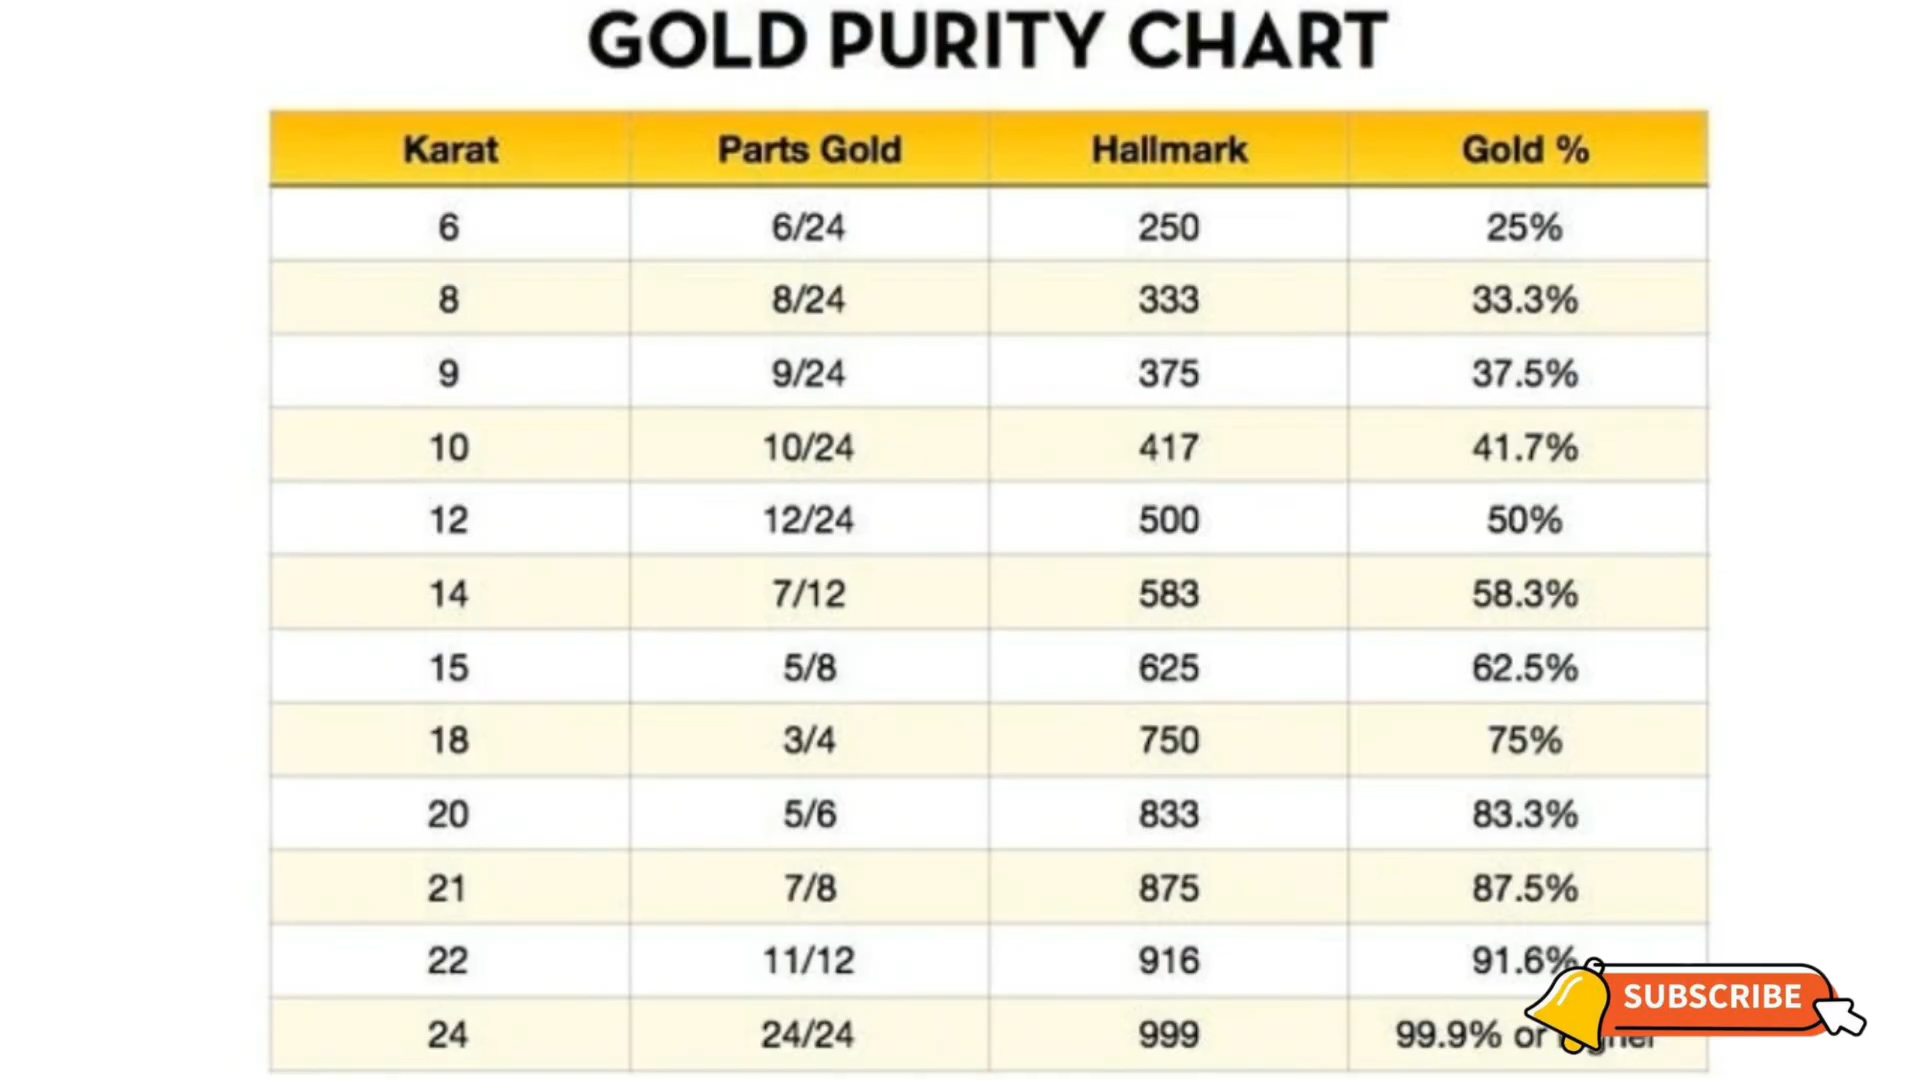 GOLD PURITY CHART
Karat Parts Gold Hallmark Gold %
6 6/24 250 25%
8 8/24 333 33.3%
9 9/24 375 37.5%
10 10/24 417 41.7%
12 12/24 500 50%
14 7/12 583 58.3%
15 5/8 625 62.5%
18 3/4 750 75%
20 5/6 833 83.3%
21 7/8 875 87.5%
22 11/12 916 91.6%
24 24/24 999 99.9% or
SUBSCRIBE